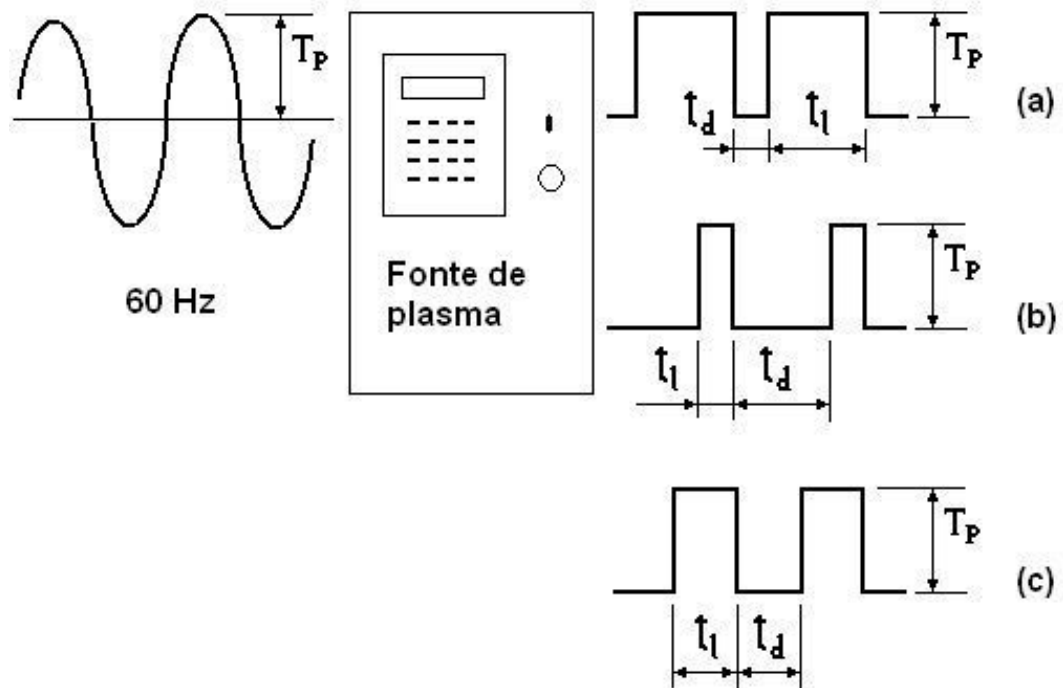 T_P
60 Hz
Fonte de
plasma
t_d t_l T_P (a)
t_l t_d T_P (b)
t_l t_d T_P (c)